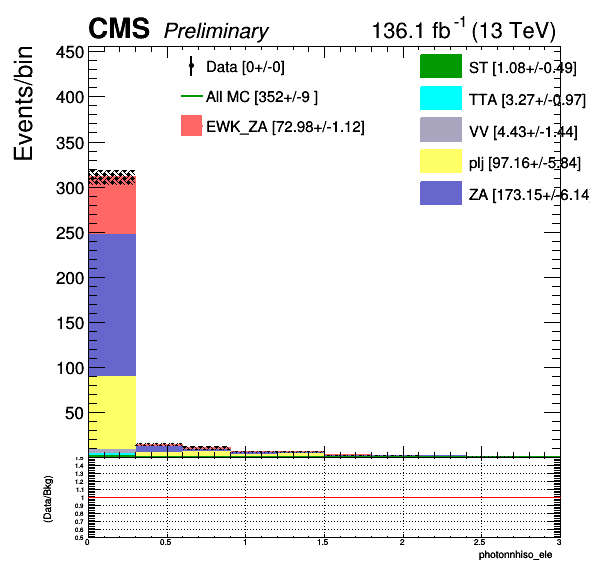 CMS Preliminary 136.1 fb⁻¹ (13 TeV)
Events/bin
450
400
350
300
250
200
150
100
50
Data [0+/-0]
All MC [352+/-9 ]
EWK_ZA [72.98+/-1.12]
ST [1.08+/-0.49]
TTA [3.27+/-0.97]
VV [4.43+/-1.44]
plj [97.16+/-5.84]
ZA [173.15+/-6.14
(Data/Bkg)
1.5
1.4
1.3
1.2
1.1
1
0.9
0.8
0.7
0.6
0.5
0 0.5 1 1.5 2 2.5 3
photonnhiso_ele